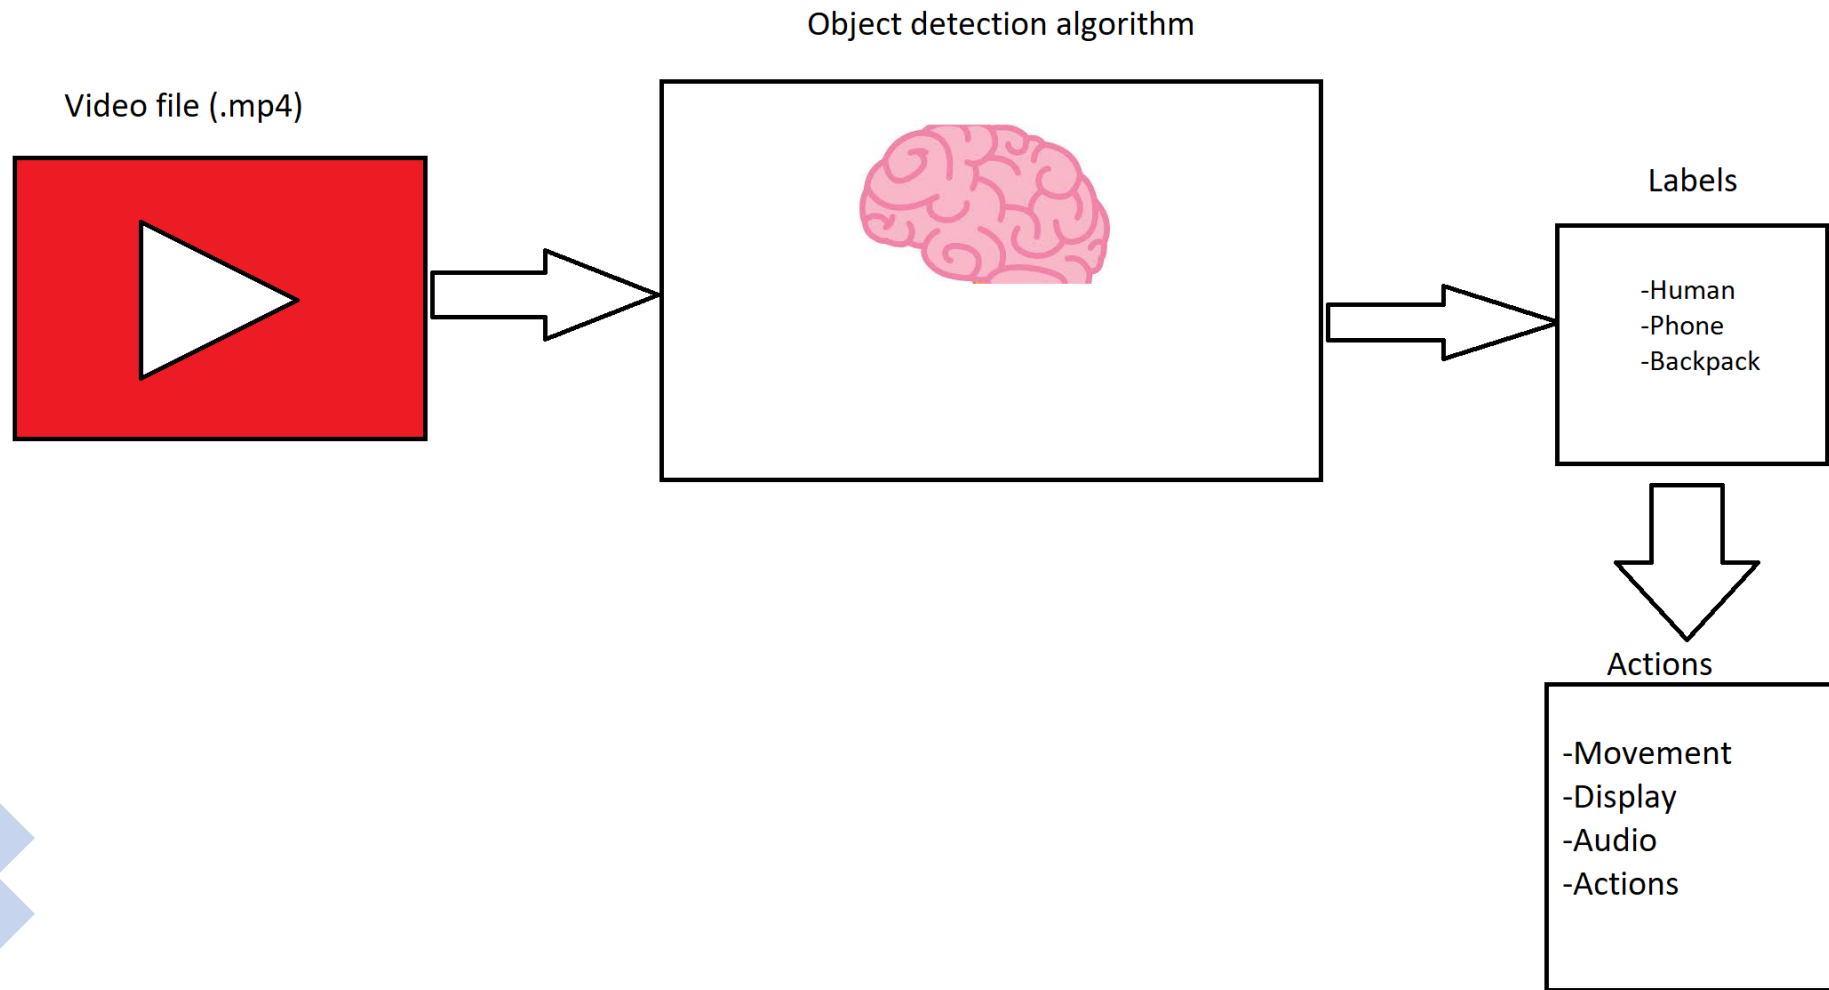 Object detection algorithm
Video file (.mp4)
Labels
-Human
-Phone
-Backpack
Actions
-Movement
-Display
-Audio
-Actions